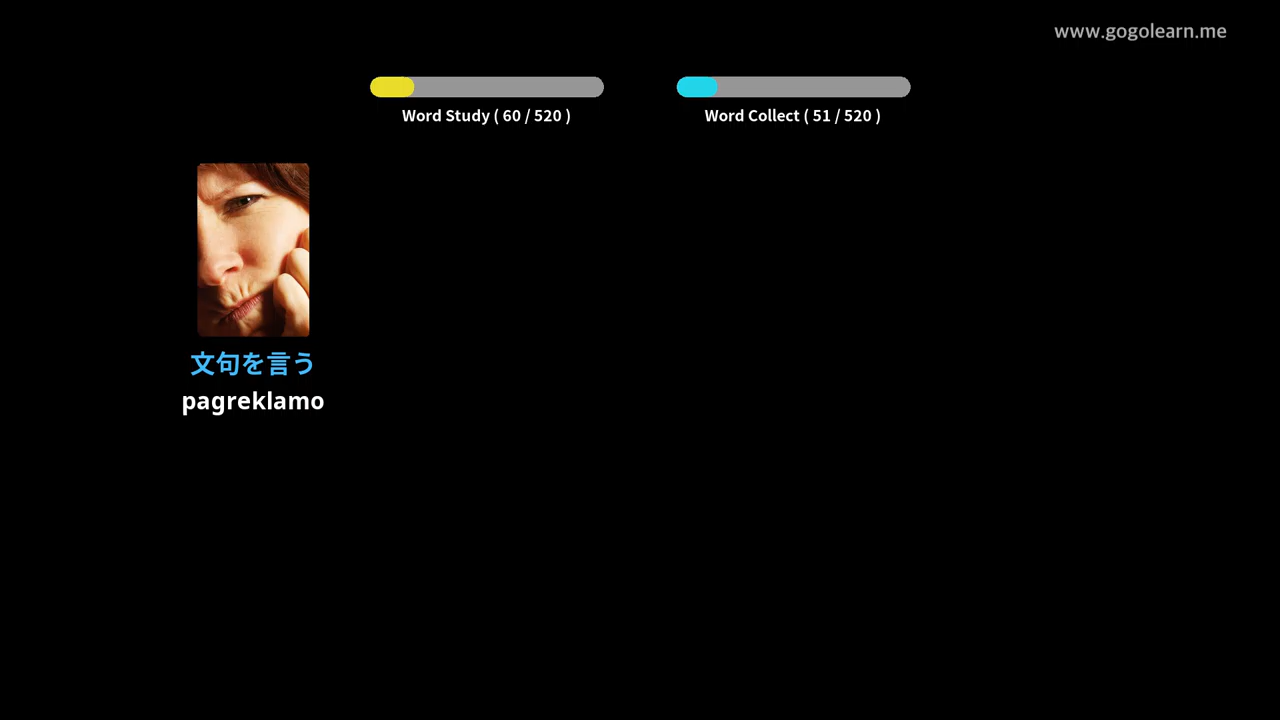 www.gogolearn.me
Word Study ( 60 / 520 )
Word Collect ( 51 / 520 )
文句を言う
pagreklamo